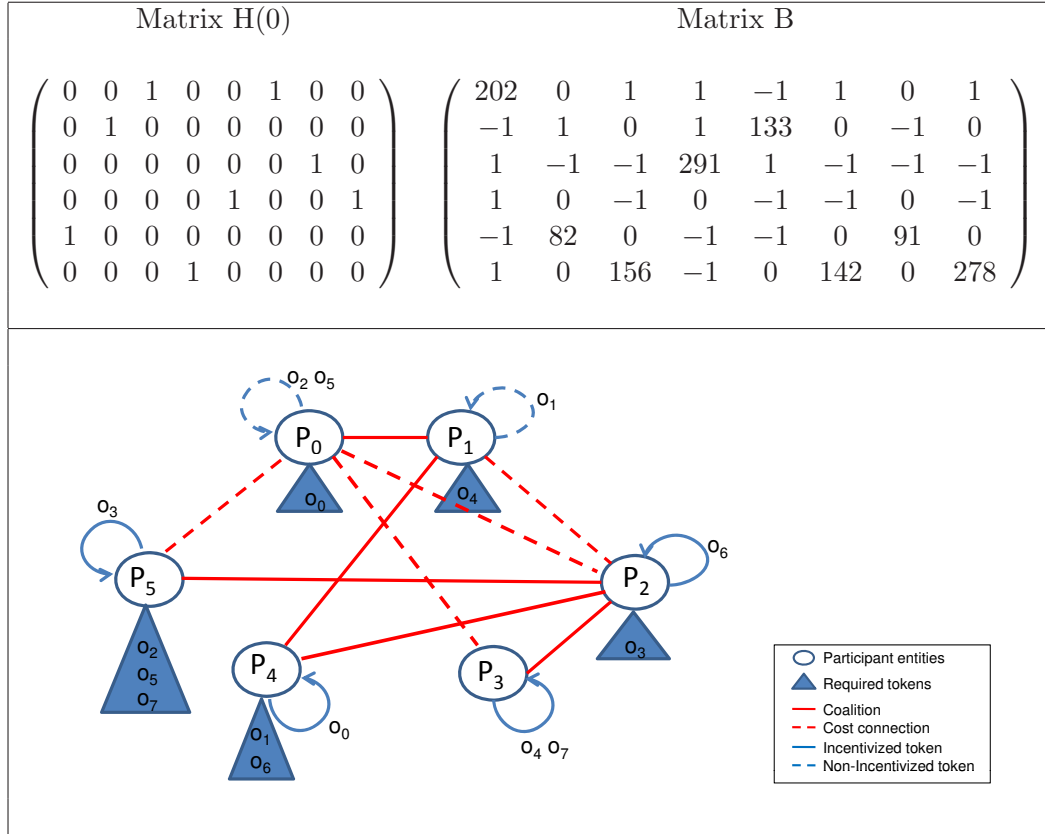 Matrix H(0) Matrix B
0 0 1 0 0 1 0 0
0 1 0 0 0 0 0 0
0 0 0 0 0 0 1 0
0 0 0 0 1 0 0 1
1 0 0 0 0 0 0 0
0 0 0 1 0 0 0 0
202 0 1 1 −1 1 0 1
−1 1 0 1 133 0 −1 0
1 −1 −1 291 1 −1 −1 −1
1 0 −1 0 −1 −1 0 −1
−1 82 0 −1 −1 0 91 0
1 0 156 −1 0 142 0 278
o₂ o₅
o₁
P₀
P₁
o₀
o₄
o₃
o₆
P₅
P₂
o₃
o₂
o₅
o₇
P₄
P₃
o₀
o₄ o₇
o₁
o₆
Participant entities
Required tokens
Coalition
Cost connection
Incentivized token
Non-Incentivized token